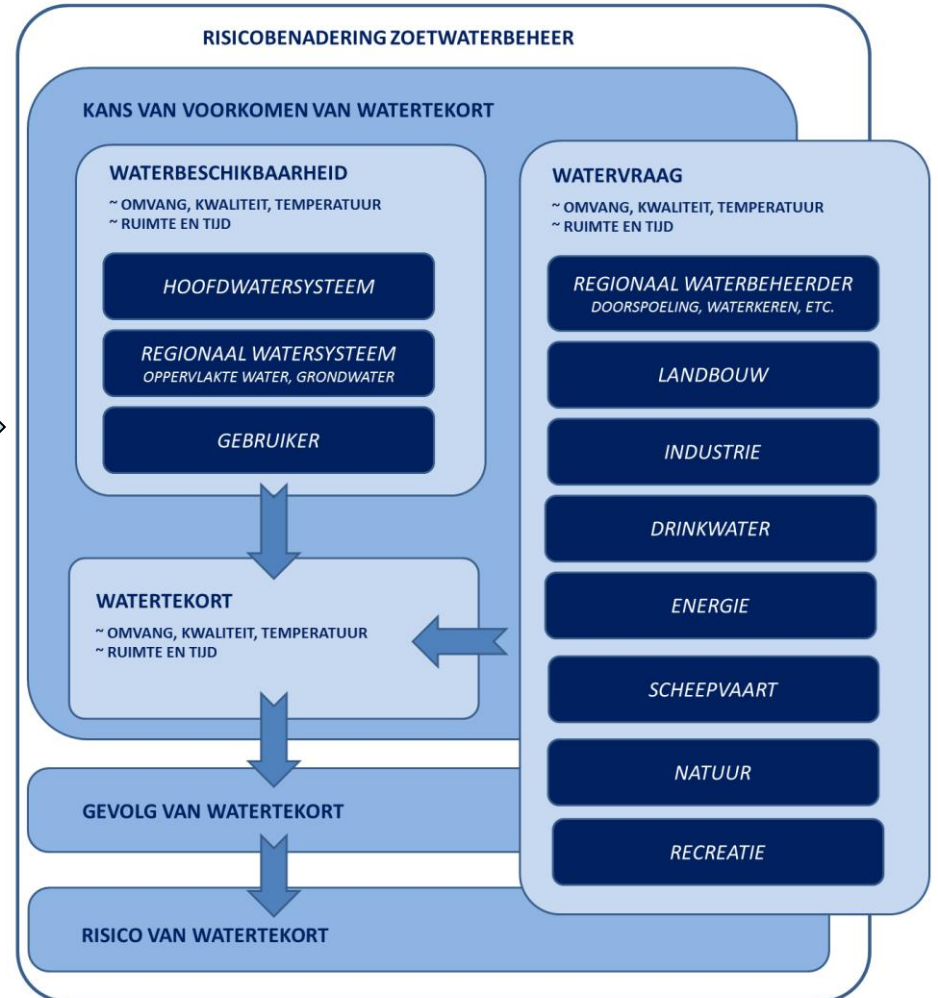 RISICOBENADERING ZOETWATERBEHEER
KANS VAN VOORKOMEN VAN WATERTEKORT
WATERBESCHIKBAARHEID
~ OMVANG, KWALITEIT, TEMPERATUUR
~ RUIMTE EN TIJD
HOOFDWATERSYSTEEM
REGIONAAL WATERSYSTEEM
OPPERVLAKTE WATER, GRONDWATER
GEBRUIKER
WATERTEKORT
~ OMVANG, KWALITEIT, TEMPERATUUR
~ RUIMTE EN TIJD
WATERVRAAG
~ OMVANG, KWALITEIT, TEMPERATUUR
~ RUIMTE EN TIJD
REGIONAAL WATERBEHEERDER
DOORSPOELING, WATERKEREN, ETC.
LANDBOUW
INDUSTRIE
DRINKWATER
ENERGIE
SCHEEPVAART
NATUUR
RECREATIE
GEVOLG VAN WATERTEKORT
RISICO VAN WATERTEKORT